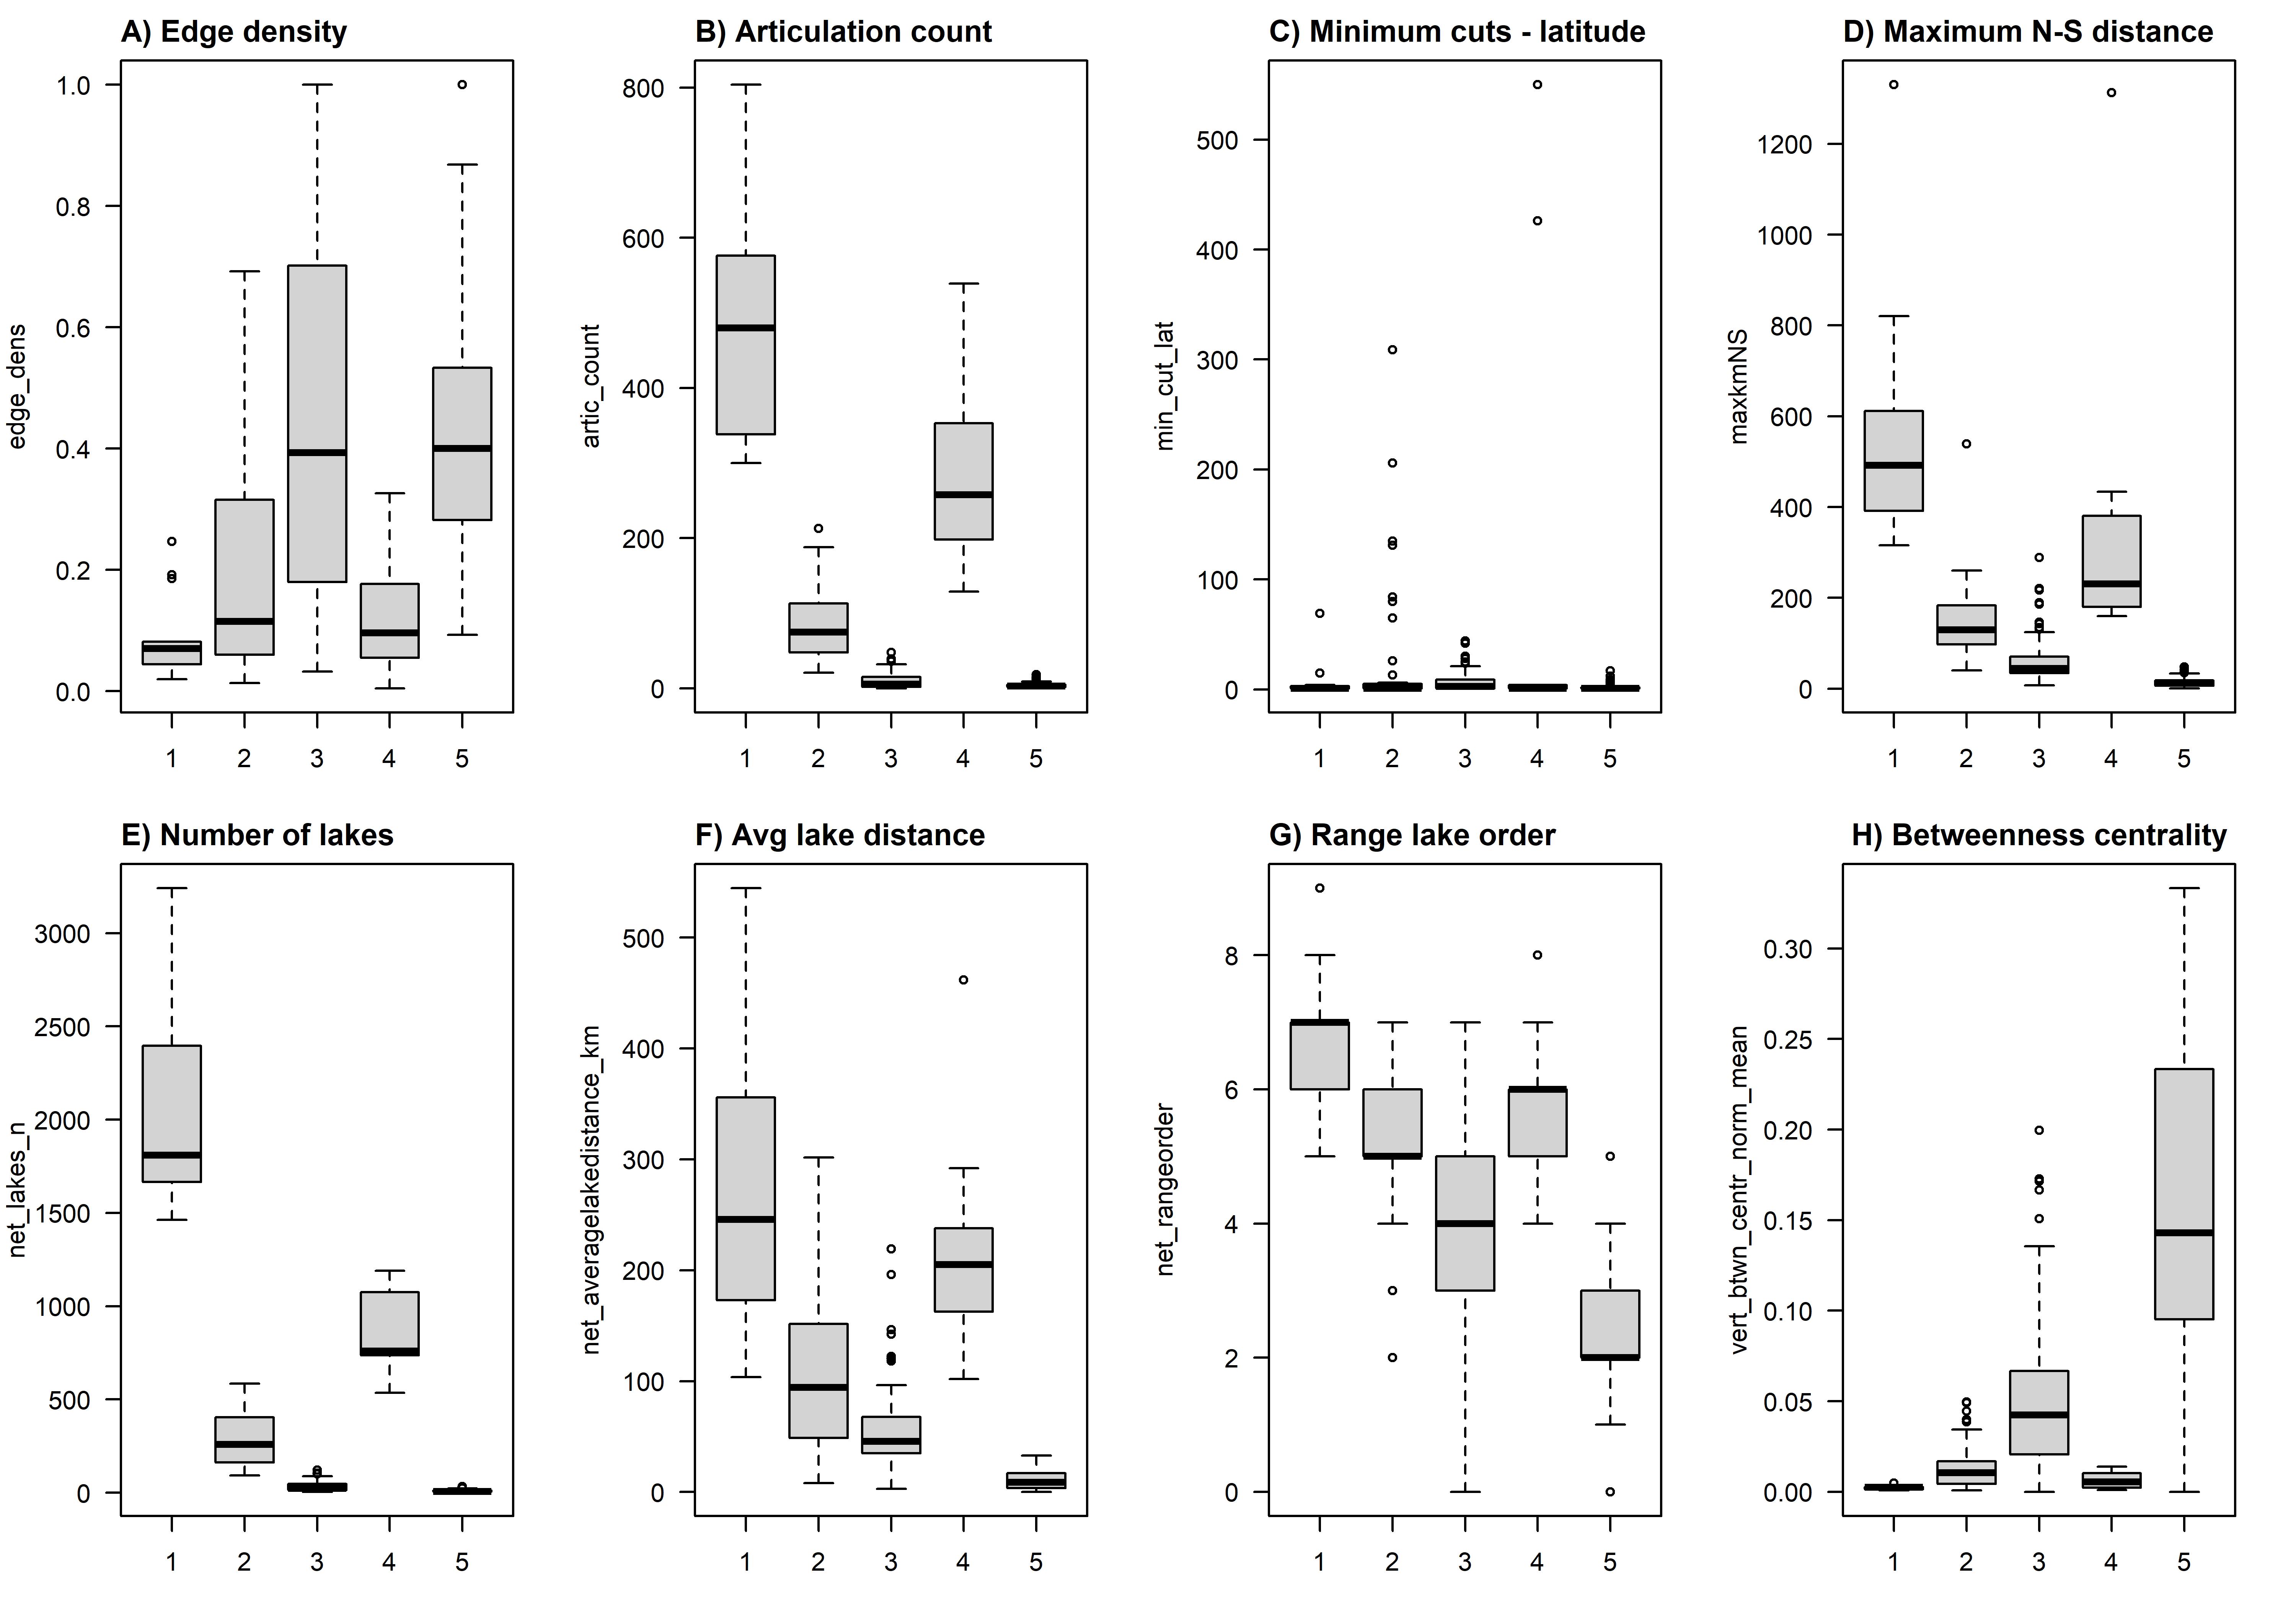 A) Edge density
edge_dens
1.0
0.8
0.6
0.4
0.2
0.0
1 2 3 4 5
B) Articulation count
artic_count
800
600
400
200
0
1 2 3 4 5
C) Minimum cuts - latitude
min_cut_lat
500
400
300
200
100
0
1 2 3 4 5
D) Maximum N-S distance
maxkmNS
1200
1000
800
600
400
200
0
1 2 3 4 5
E) Number of lakes
net_lakes_n
3000
2500
2000
1500
1000
500
0
1 2 3 4 5
F) Avg lake distance
net_averagelakedistance_km
500
400
300
200
100
0
1 2 3 4 5
G) Range lake order
net_rangeorder
8
6
4
2
0
1 2 3 4 5
H) Betweenness centrality
vert_btwn_centr_norm_mean
0.30
0.25
0.20
0.15
0.10
0.05
0.00
1 2 3 4 5